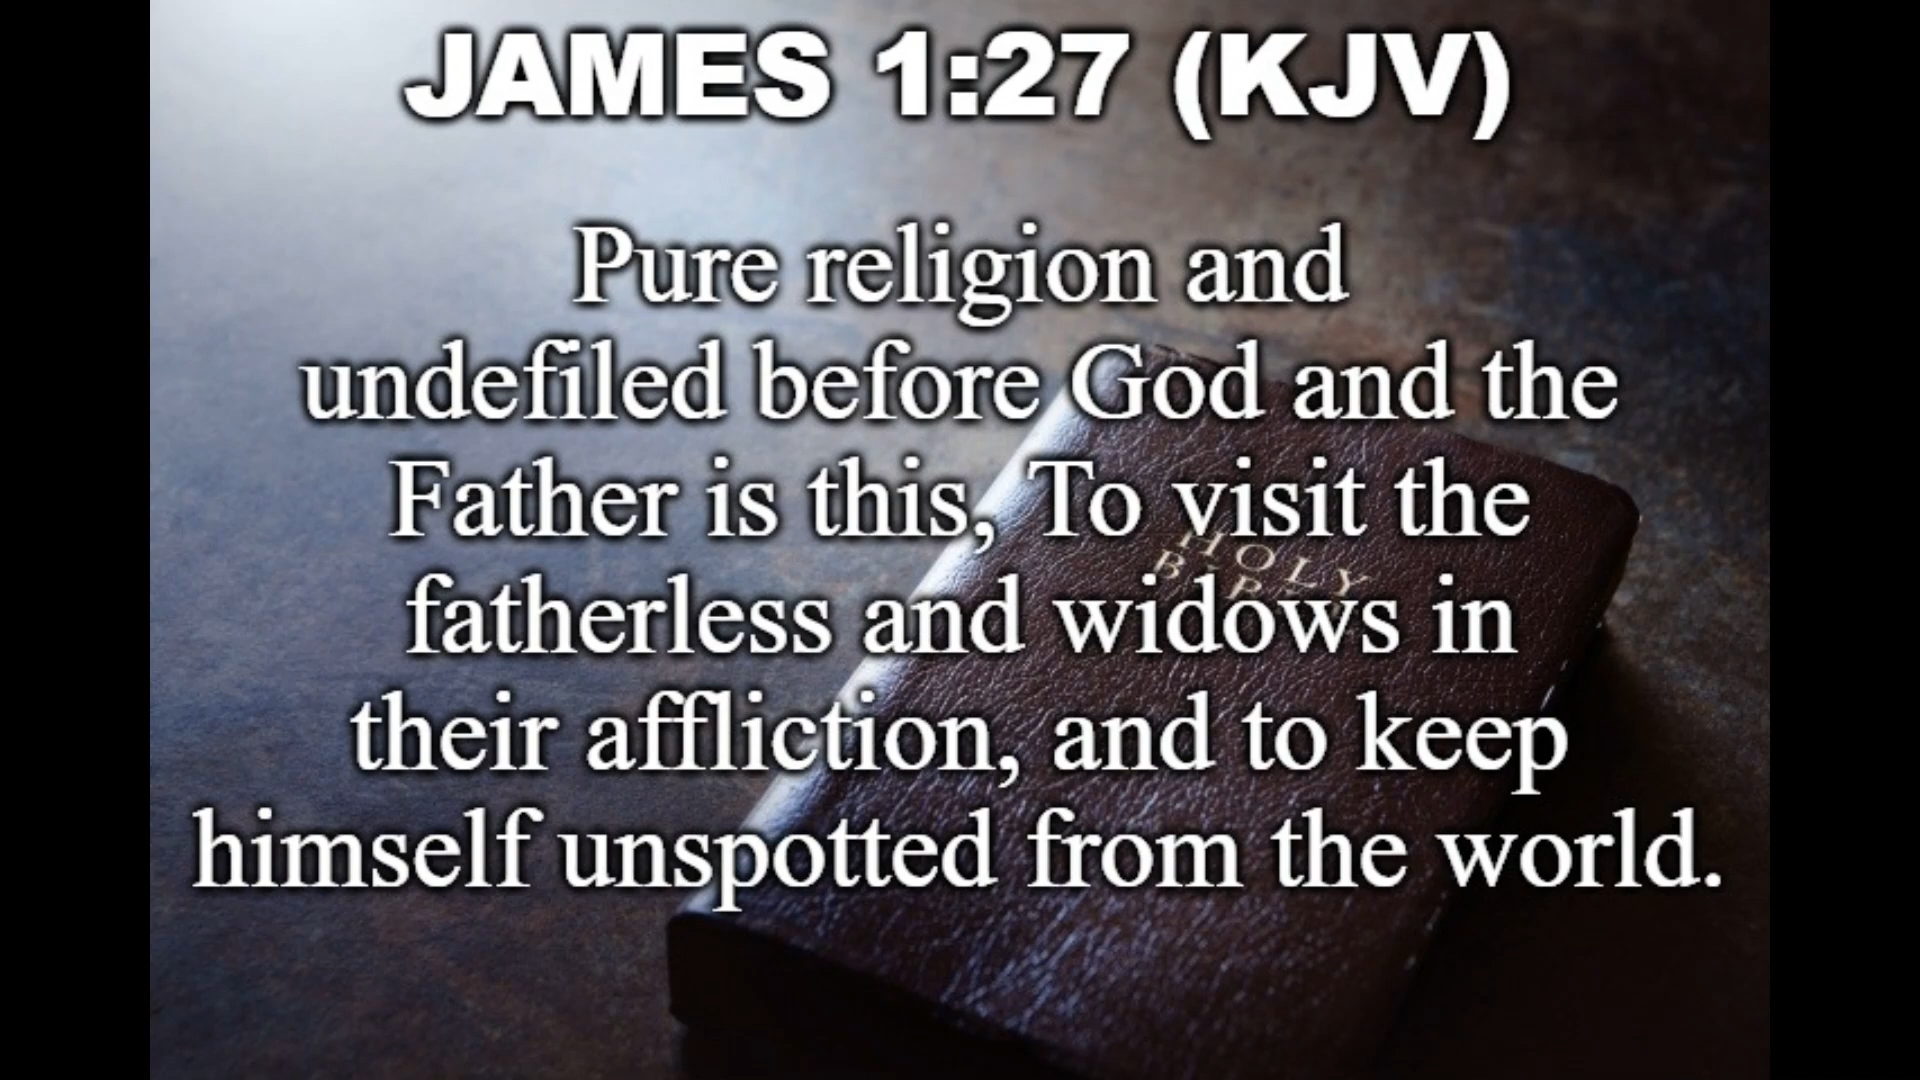 JAMES 1:27 (KJV)
Pure religion and
undefiled before God and the
Father is this, To visit the
fatherless and widows in
their affliction, and to keep
himself unspotted from the world.
HOLY